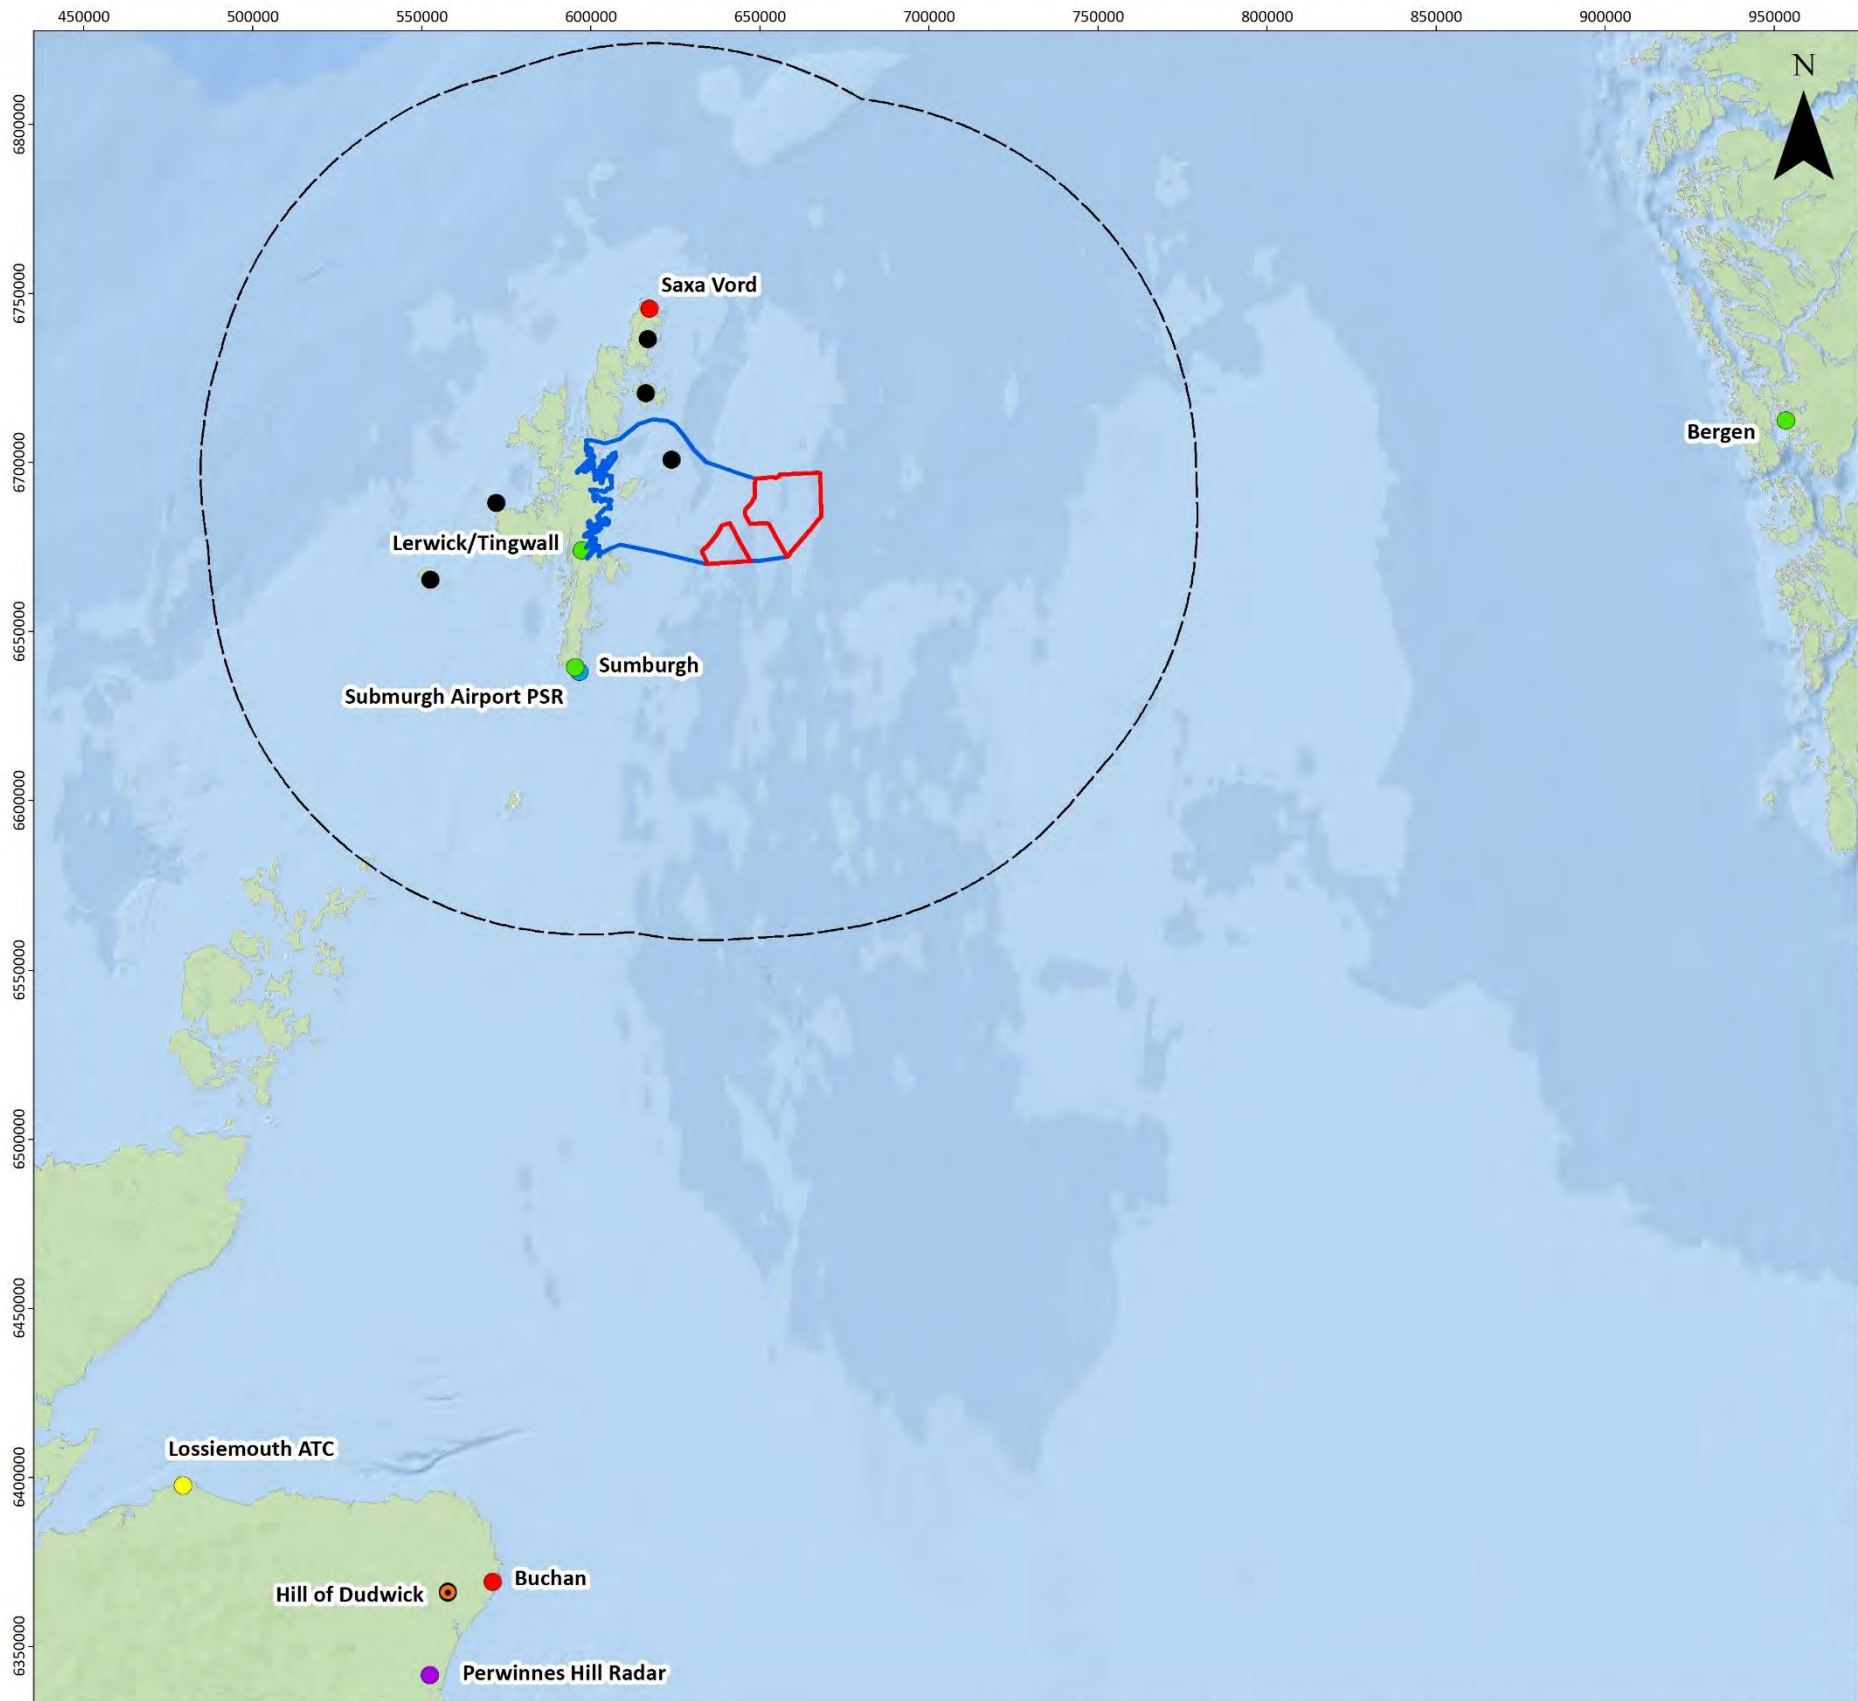 450000 500000 550000 600000 650000 700000 750000 800000 850000 900000 950000
N
6800000
6750000
6700000
6650000
6600000
6550000
6500000
6450000
6400000
6350000
Saxa Vord
Bergen
Lerwick/Tingwall
Sumburgh
Submurgh Airport PSR
Lossiemouth ATC
Buchan
Hill of Dudwick
Perwinnes Hill Radar